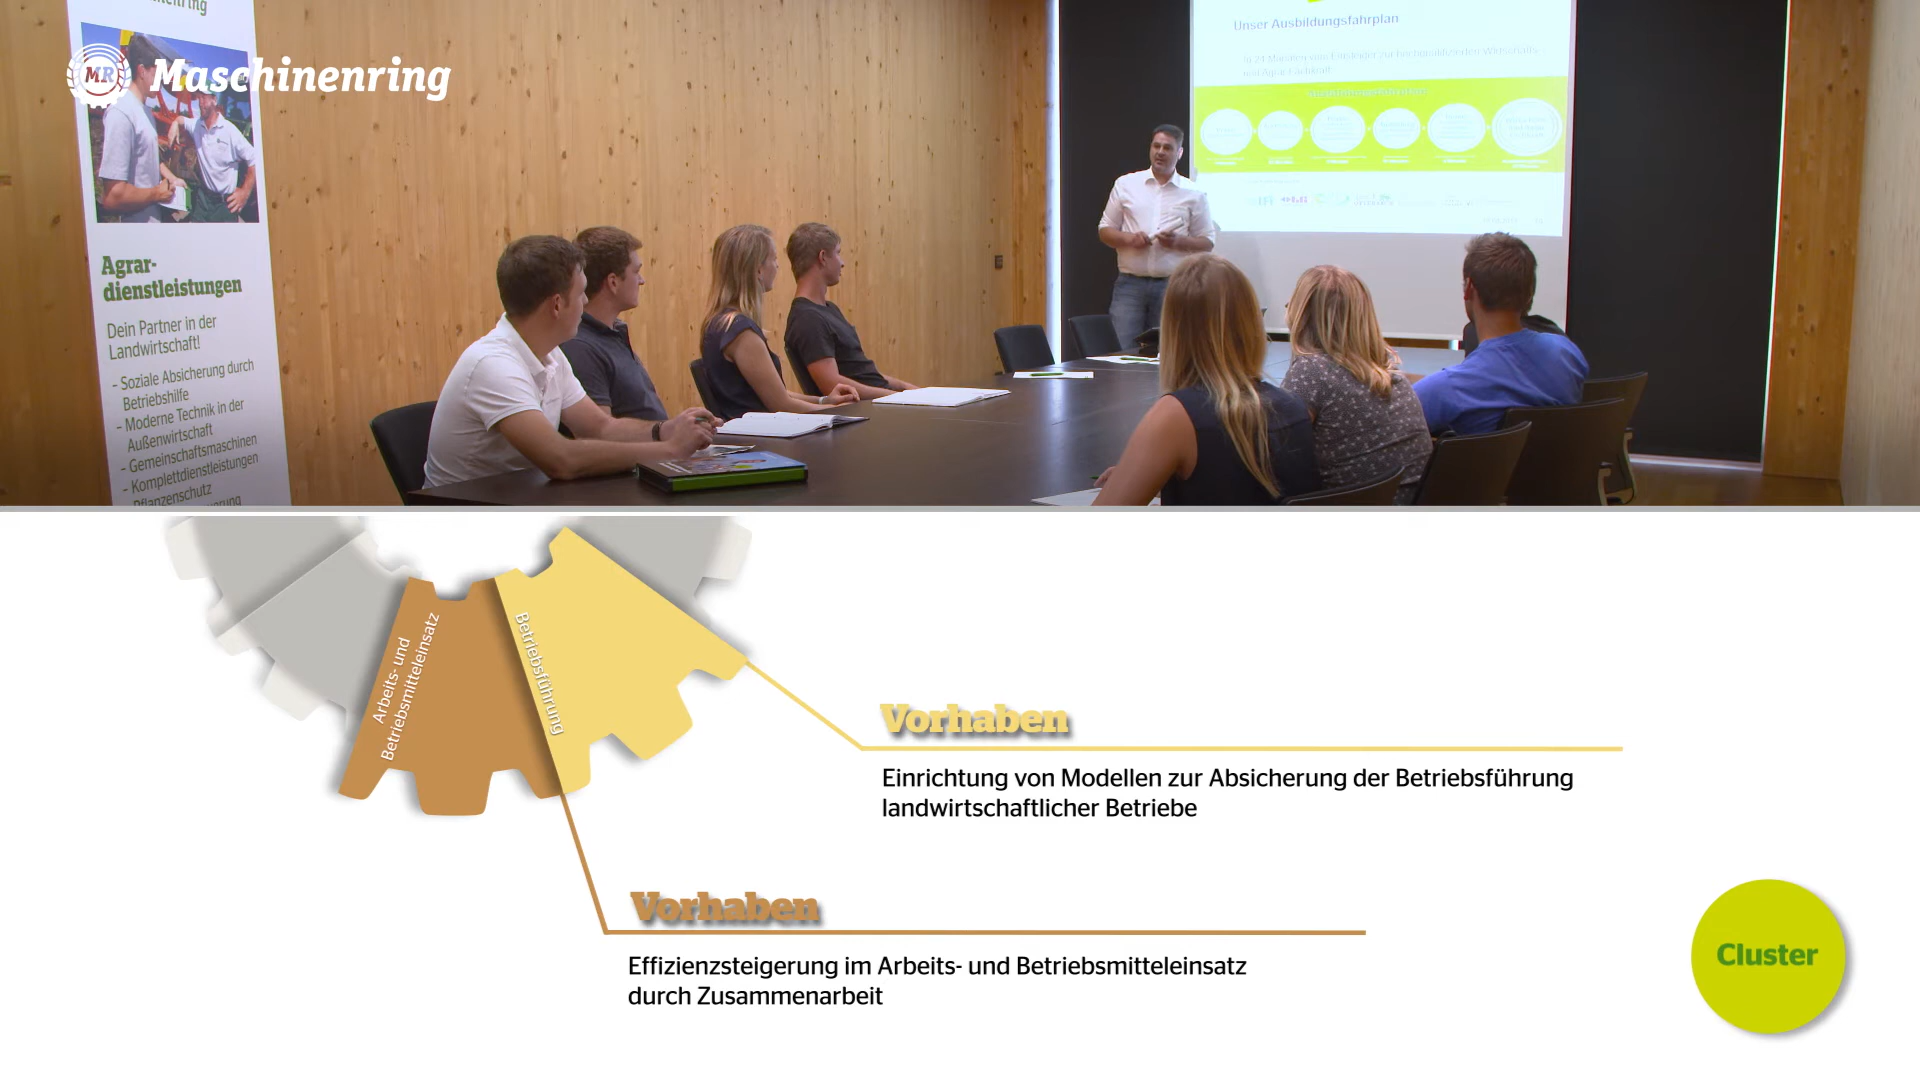 MR Maschinenring
Agrar-
dienstleistungen
Dein Partner in der
Landwirtschaft!
– Soziale Absicherung durch
Betriebshilfe
– Moderne Technik in der
Außenwirtschaft
– Gemeinschaftsmaschinen
– Komplettdienstleistungen
Pflanzenschutz
Unser Ausbildungsfahrplan
Arbeits- und
Betriebsmitteleinsatz
Betriebsführung
Vorhaben
Einrichtung von Modellen zur Absicherung der Betriebsführung
landwirtschaftlicher Betriebe
Vorhaben
Effizienzsteigerung im Arbeits- und Betriebsmitteleinsatz
durch Zusammenarbeit
Cluster